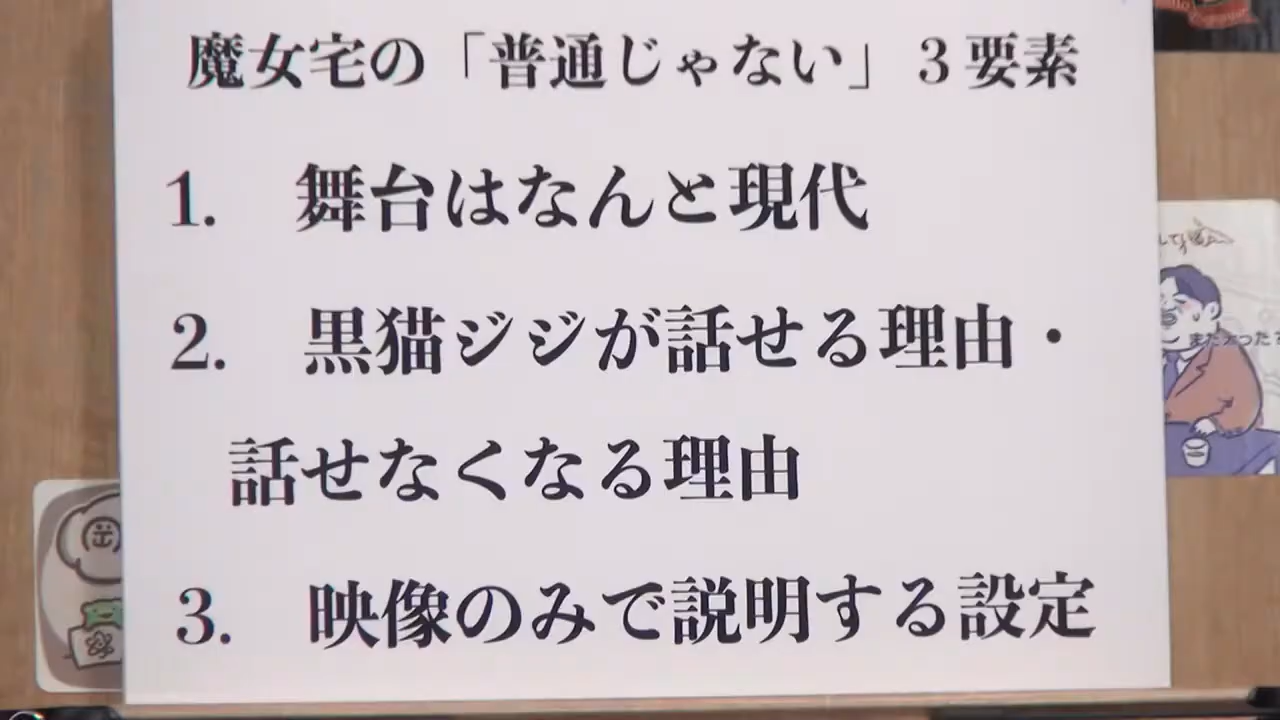 魔女宅の「普通じゃない」３要素
1.　舞台はなんと現代
2.　黒猫ジジが話せる理由・
話せなくなる理由
3.　映像のみで説明する設定